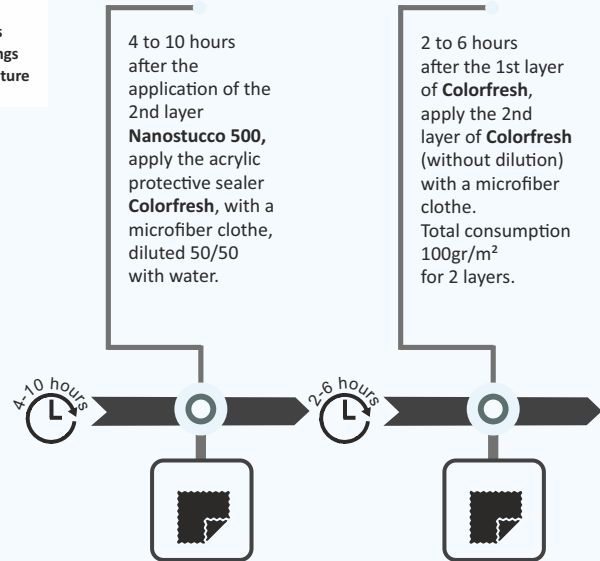 ngs
ture
4 to 10 hours
after the
application of the
2nd layer
Nanostucco 500,
apply the acrylic
protective sealer
Colorfresh, with a
microfiber clothe,
diluted 50/50
with water.
2 to 6 hours
after the 1st layer
of Colorfresh,
apply the 2nd
layer of Colorfresh
(without dilution)
with a microfiber
clothe.
Total consumption
100gr/m²
for 2 layers.
4-10 hours
2-6 hours